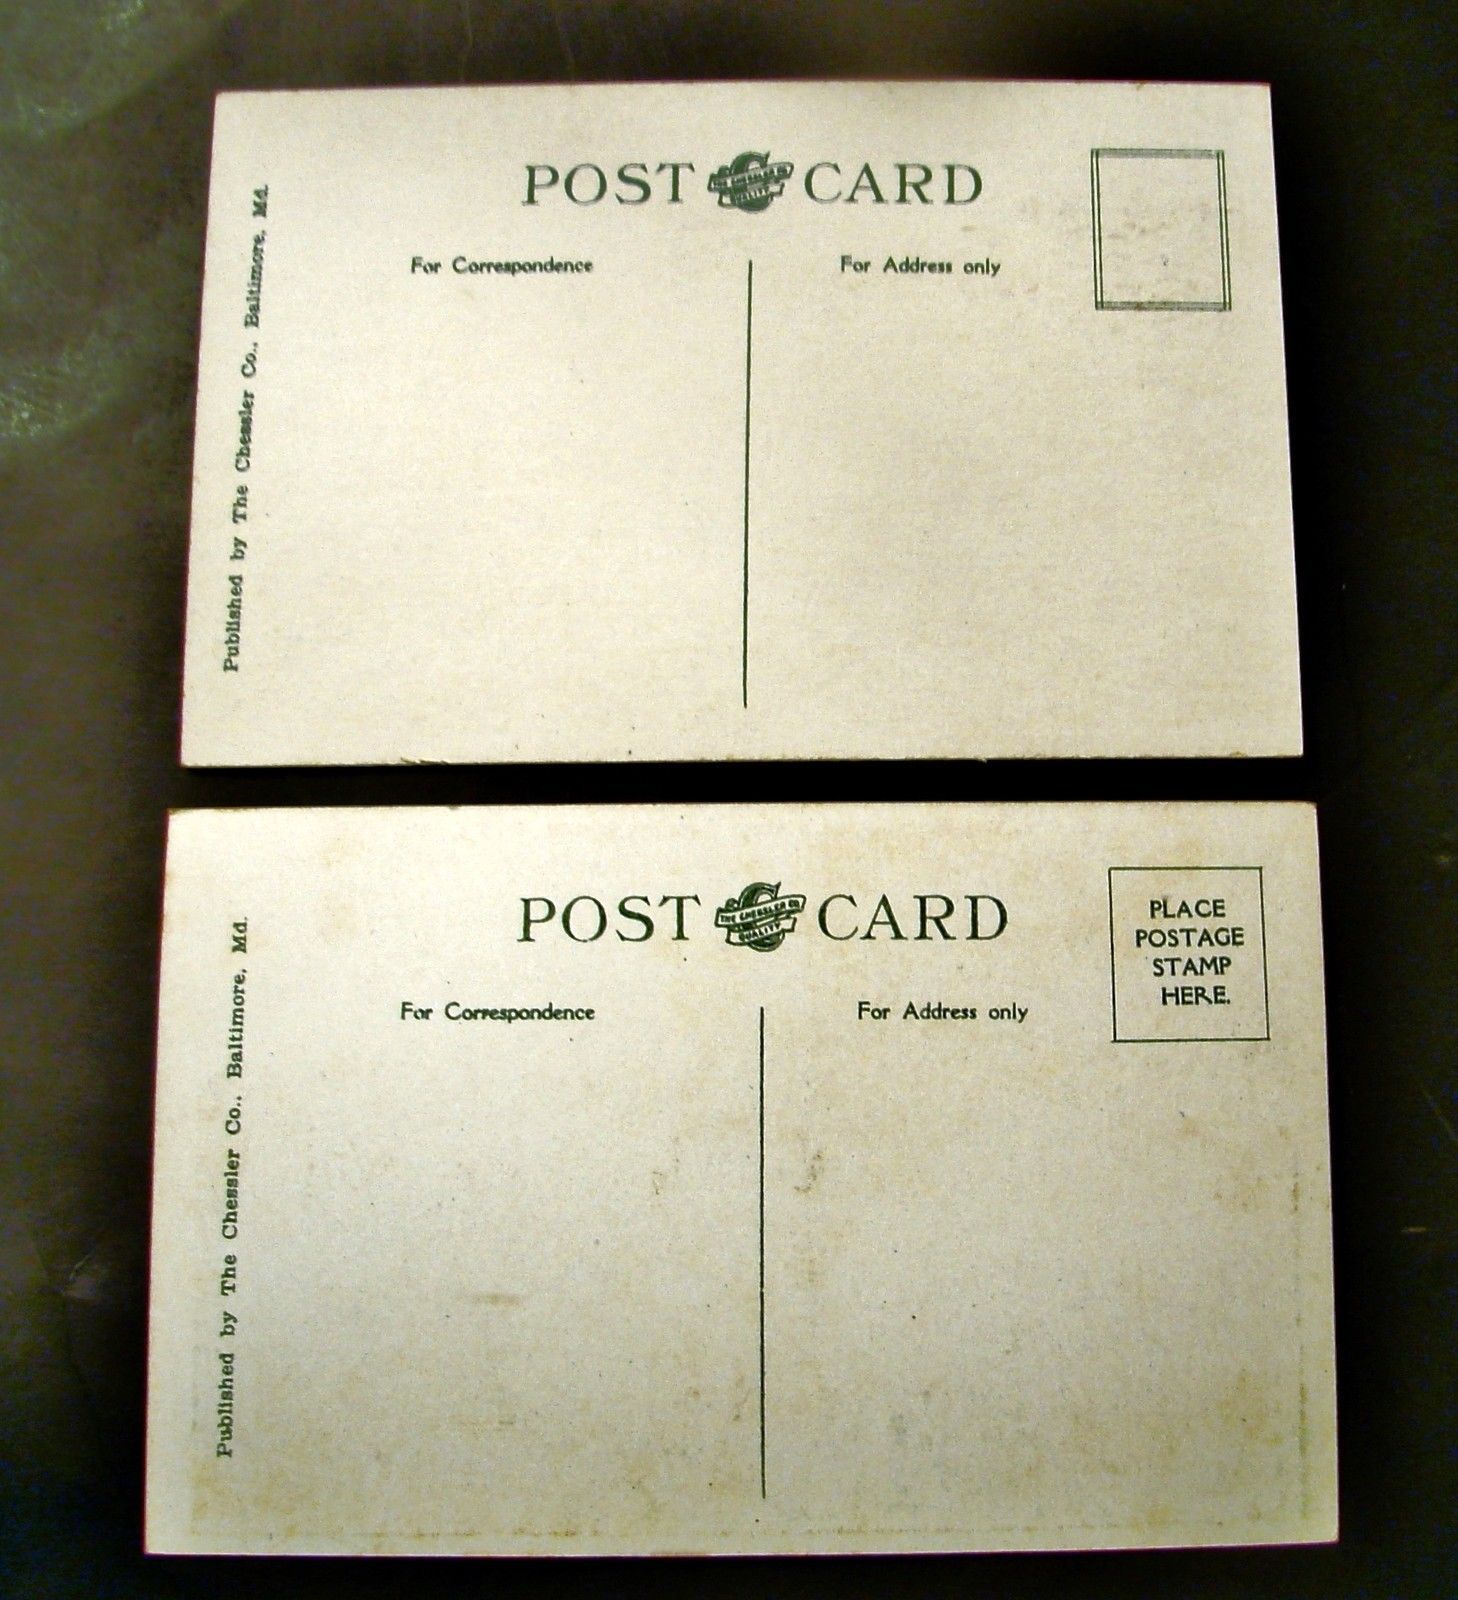 POST CARD
THE CHESSLER CO
QUALITY
For Correspondence
For Address only
Published by The Chessler Co., Baltimore, Md.
POST CARD
THE CHESSLER CO
QUALITY
PLACE
POSTAGE
STAMP
HERE.
For Correspondence
For Address only
Published by The Chessler Co., Baltimore, Md.